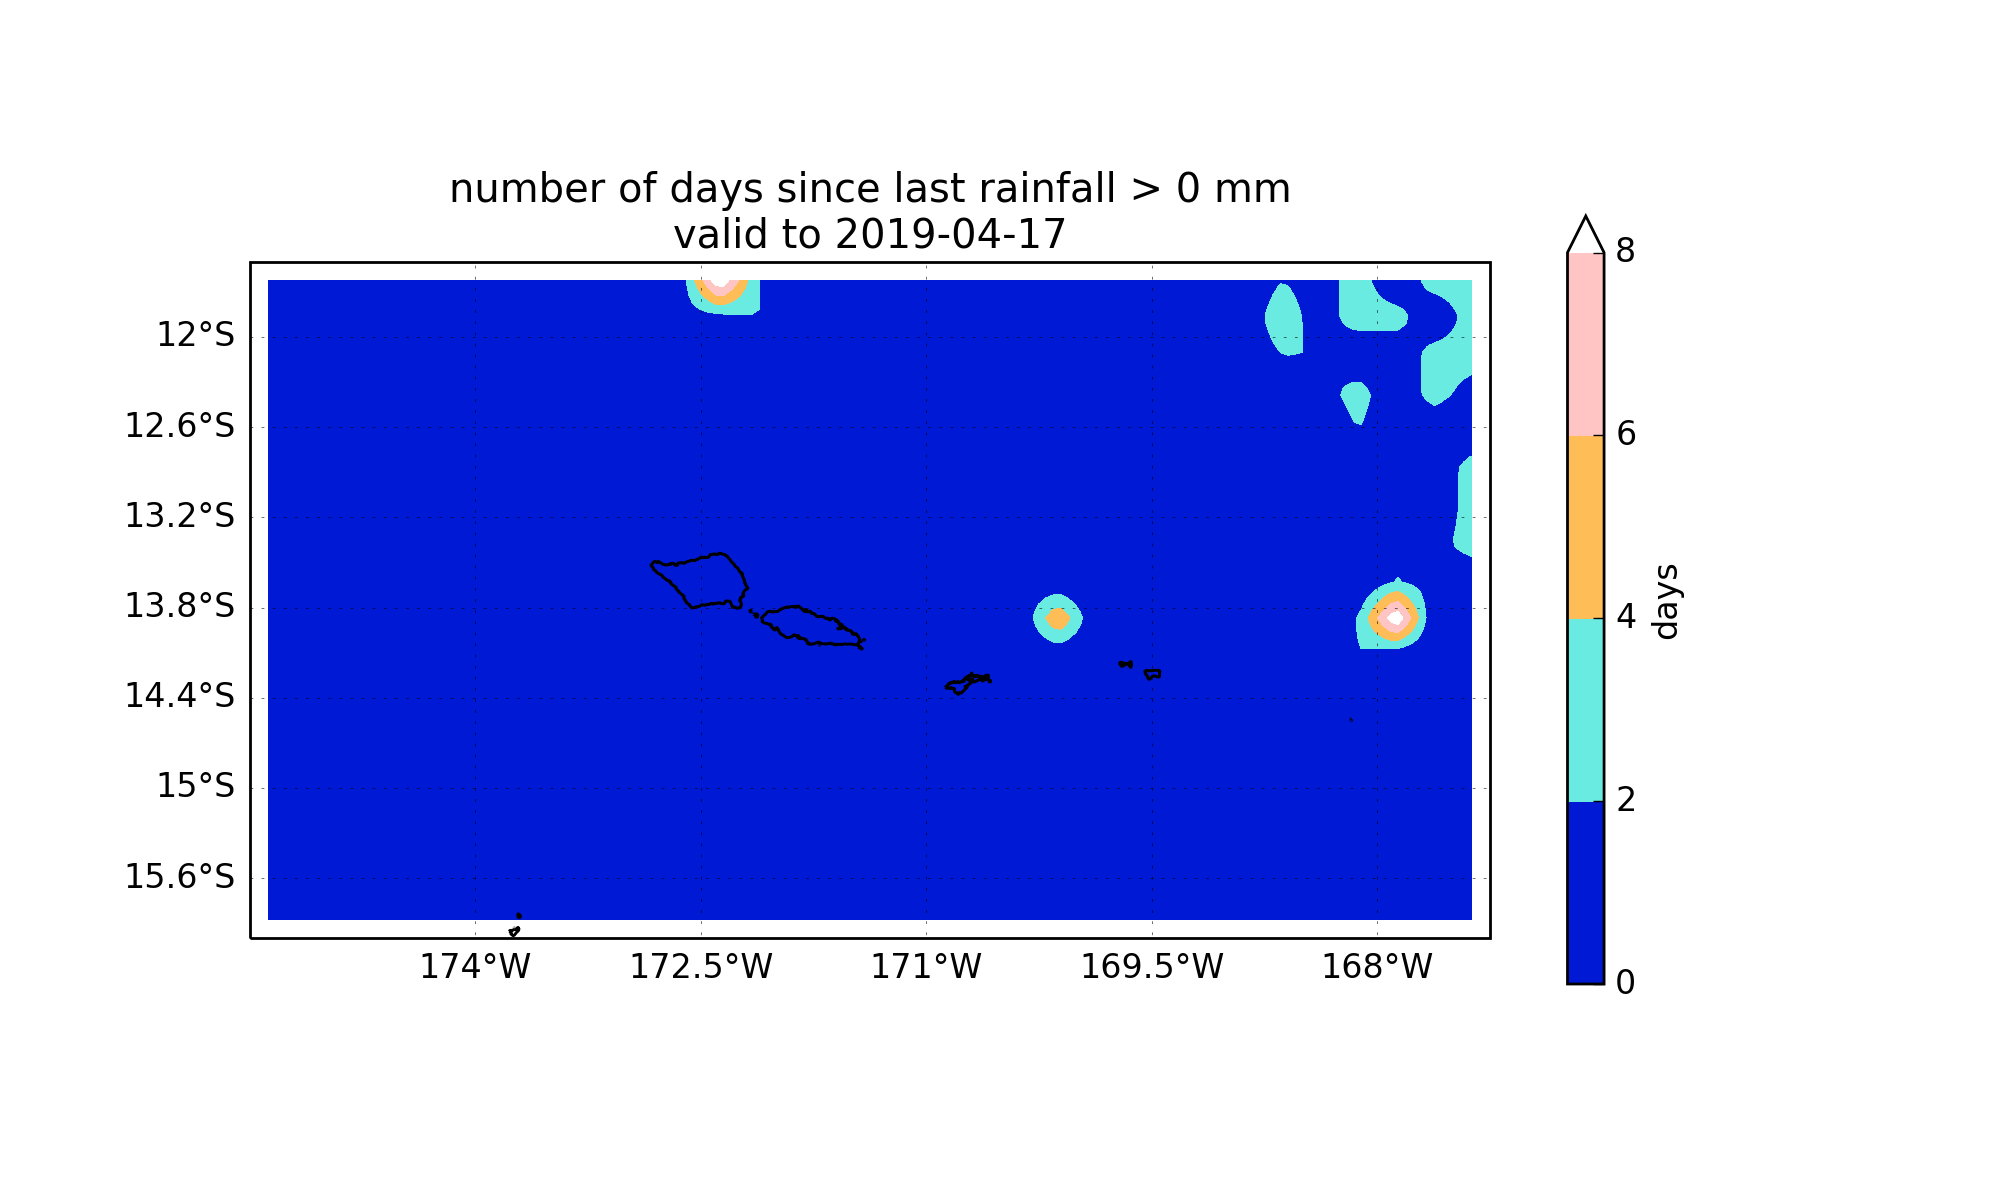 number of days since last rainfall > 0 mm
valid to 2019-04-17
12°S
12.6°S
13.2°S
13.8°S
14.4°S
15°S
15.6°S
174°W
172.5°W
171°W
169.5°W
168°W
8
6
4
2
0
days